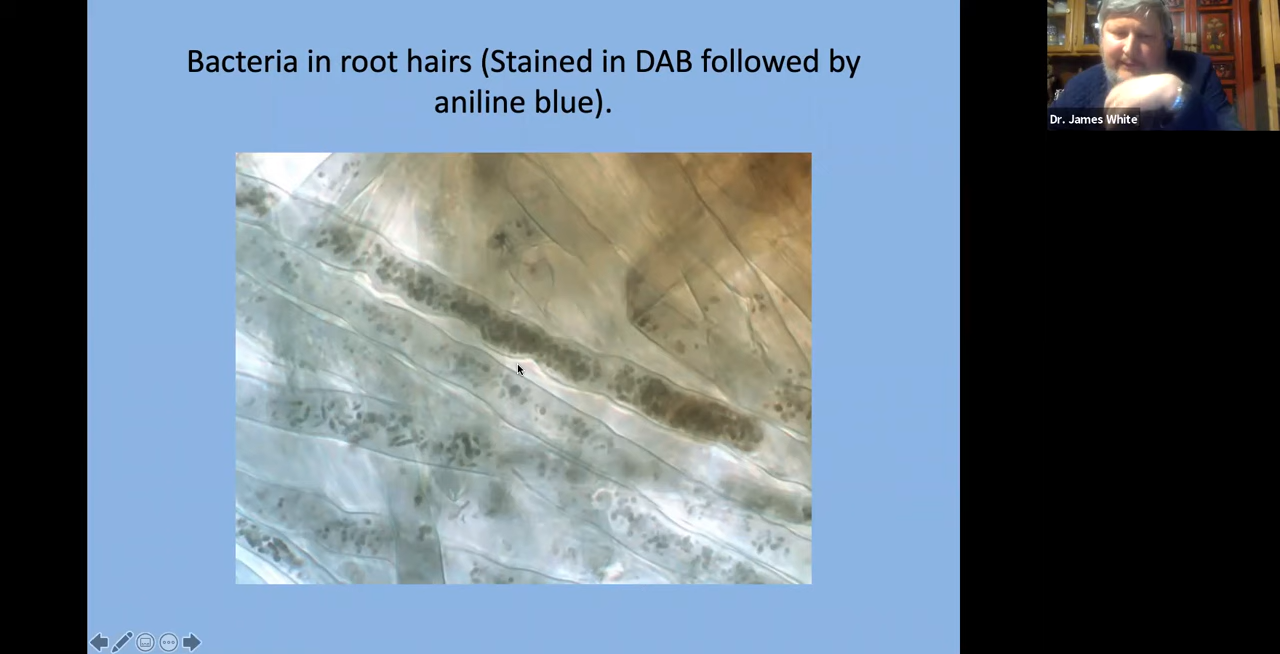 Bacteria in root hairs (Stained in DAB followed by
aniline blue).
Dr. James White